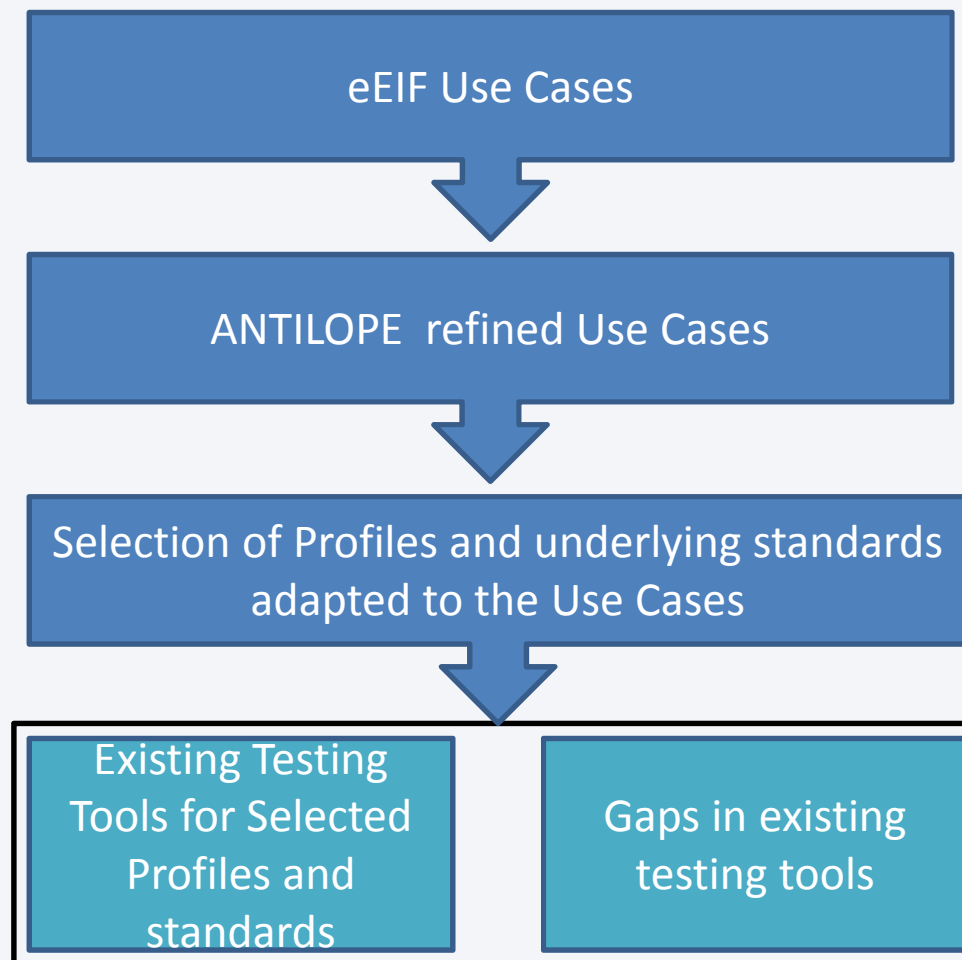 eEIF Use Cases
ANTILOPE  refined Use Cases
Selection of Profiles and underlying standards
adapted to the Use Cases
Existing Testing
Tools for Selected
Profiles and
standards
Gaps in existing
testing tools